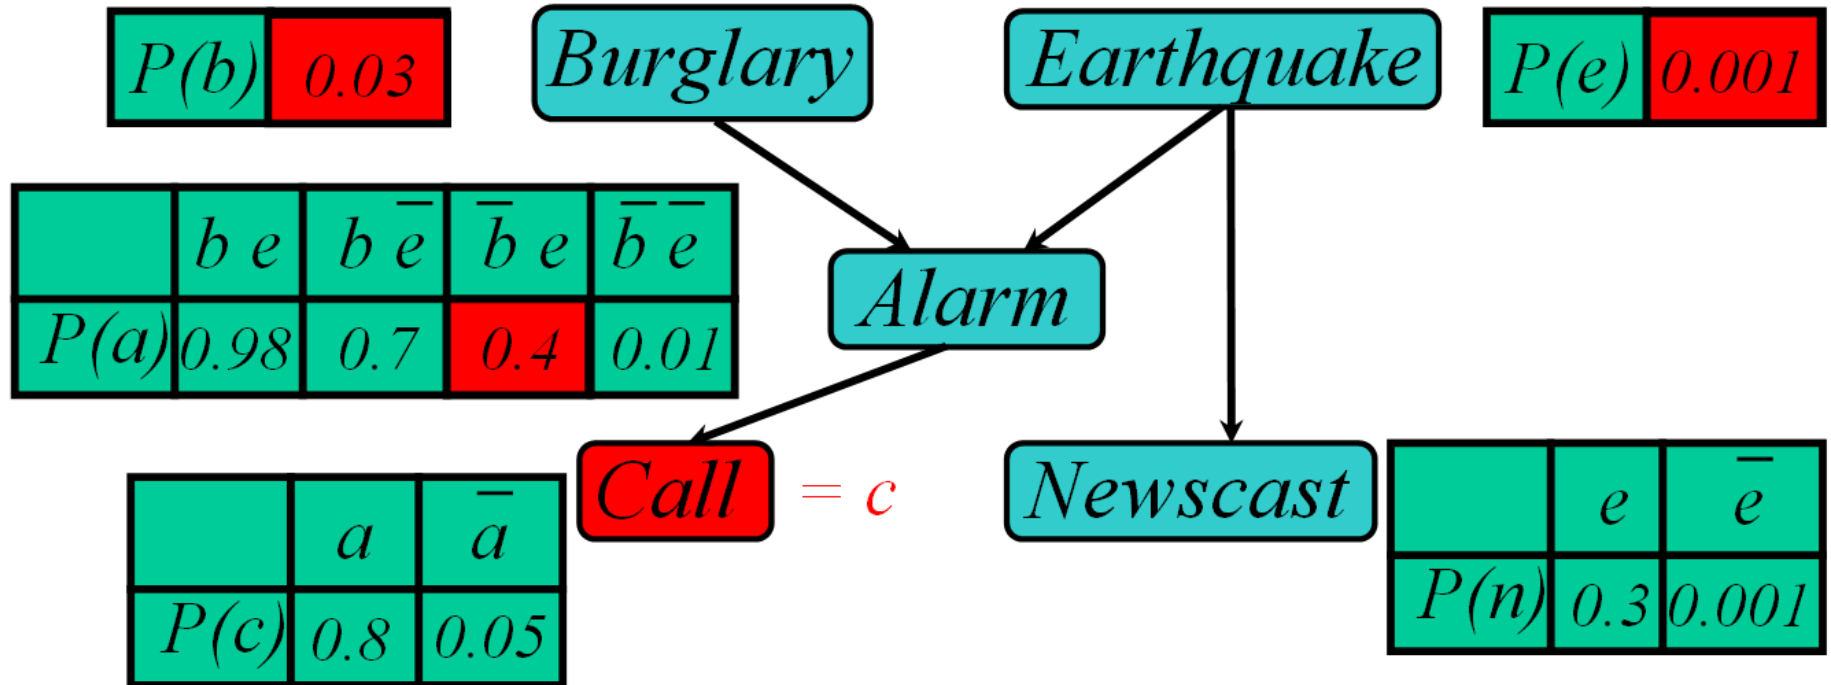 P(b) 0.03
Burglary
Earthquake
P(e) 0.001
b e b e̅ b̅ e b̅ e̅
P(a) 0.98 0.7 0.4 0.01
Alarm
Call = c
Newscast
a a̅
P(c) 0.8 0.05
e e̅
P(n) 0.3 0.001